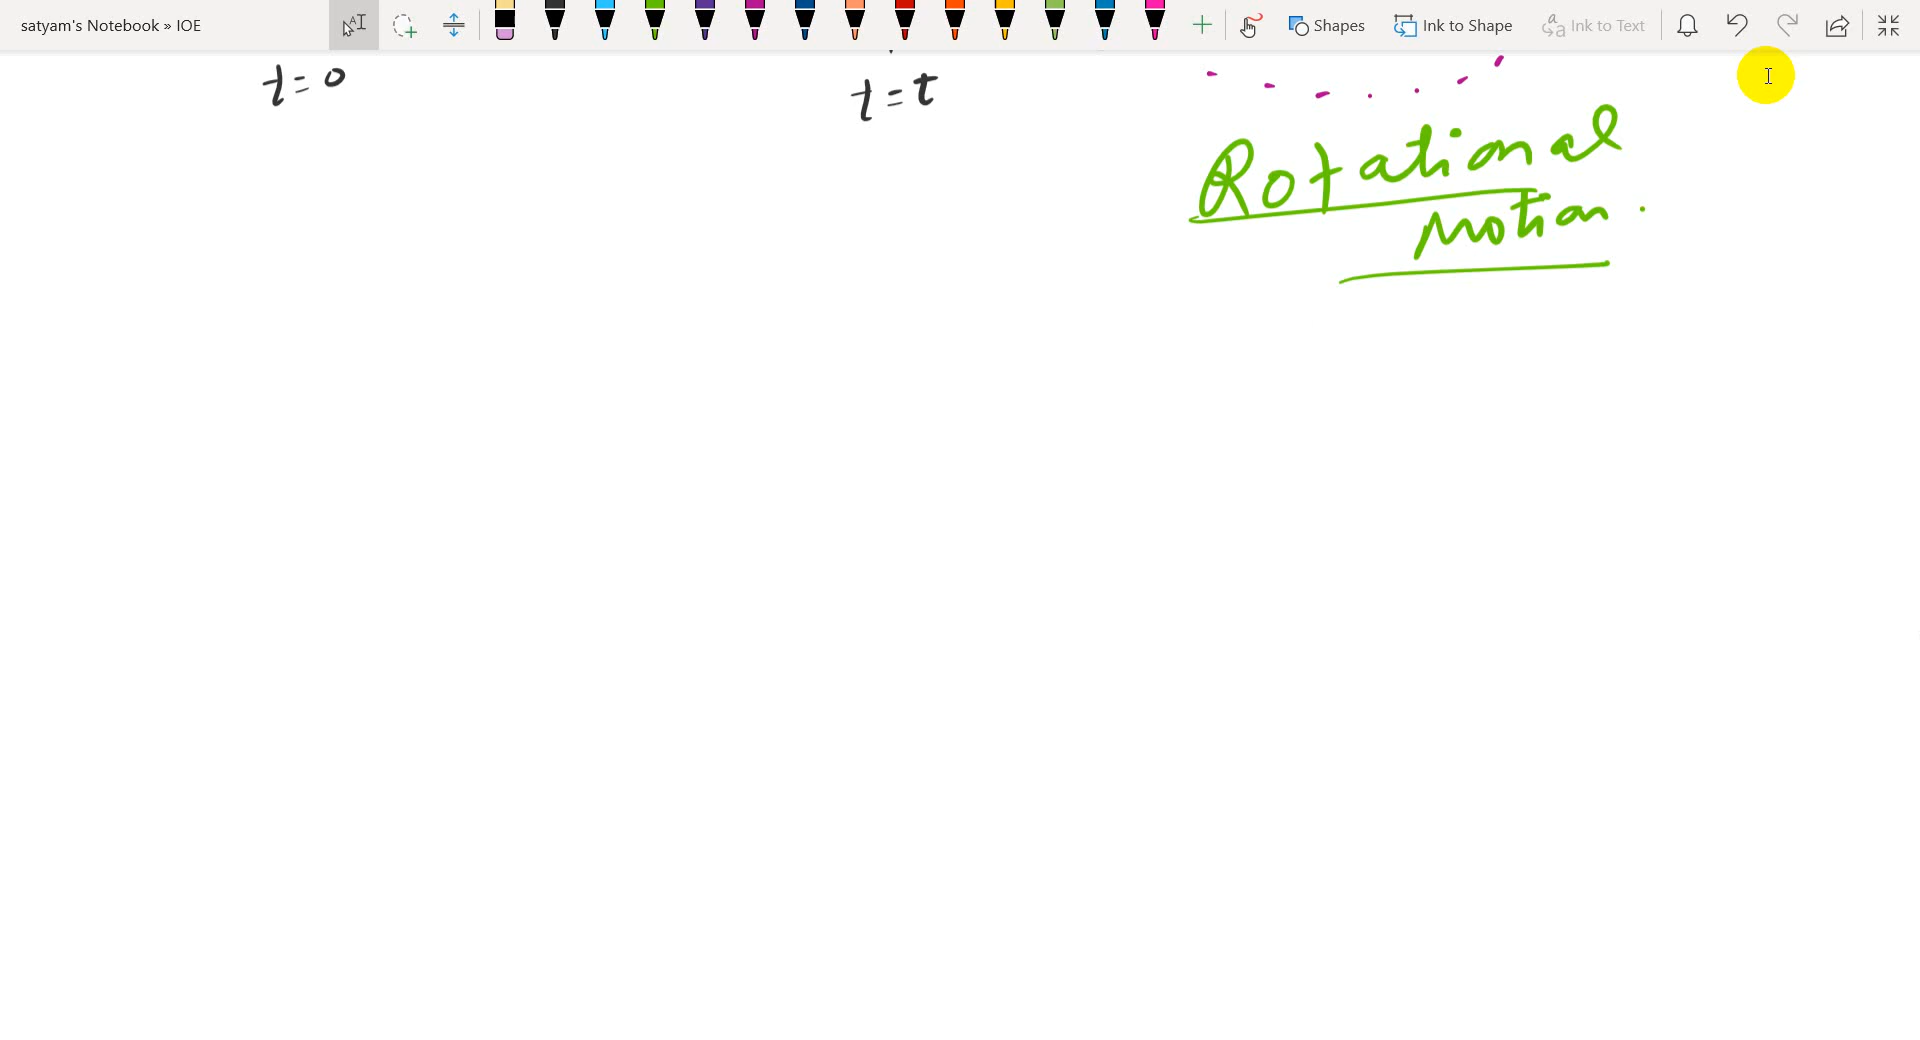 satyam's Notebook » IOE
Shapes
Ink to Shape
Ink to Text
t = 0
t = t
Rotational
Motion.